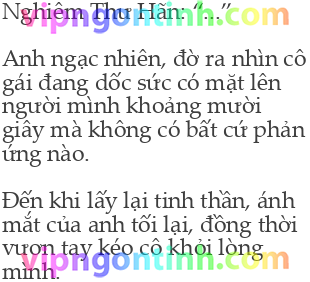 Nghiêm Thư Hãn: “...”
vipngontinh.com
Anh ngạc nhiên, đờ ra nhìn cô
gái đang dốc sức có mặt lên
người mình khoảng mười
giây mà không có bất cứ phản
ứng nào.
Đến khi lấy lại tinh thần, ánh
mắt của anh tối lại, đồng thời
vươn tay kéo cô khỏi lòng
vipngontinh.com
mình.